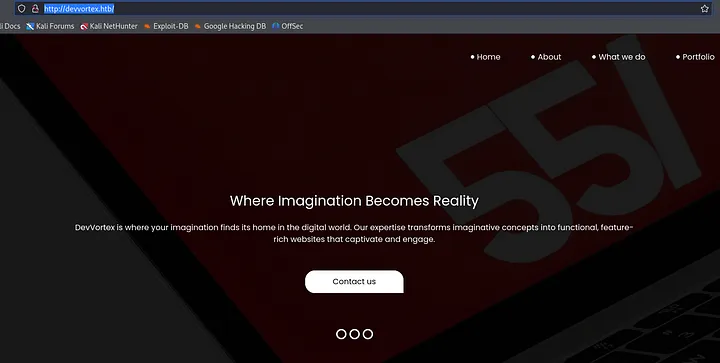 http://devvortex.htb/
li Docs Kali Forums Kali NetHunter Exploit-DB Google Hacking DB OffSec
Home About What we do Portfolio
55/
Where Imagination Becomes Reality
DevVortex is where your imagination finds its home in the digital world. Our expertise transforms imaginative concepts into functional, feature-
rich websites that captivate and engage.
Contact us